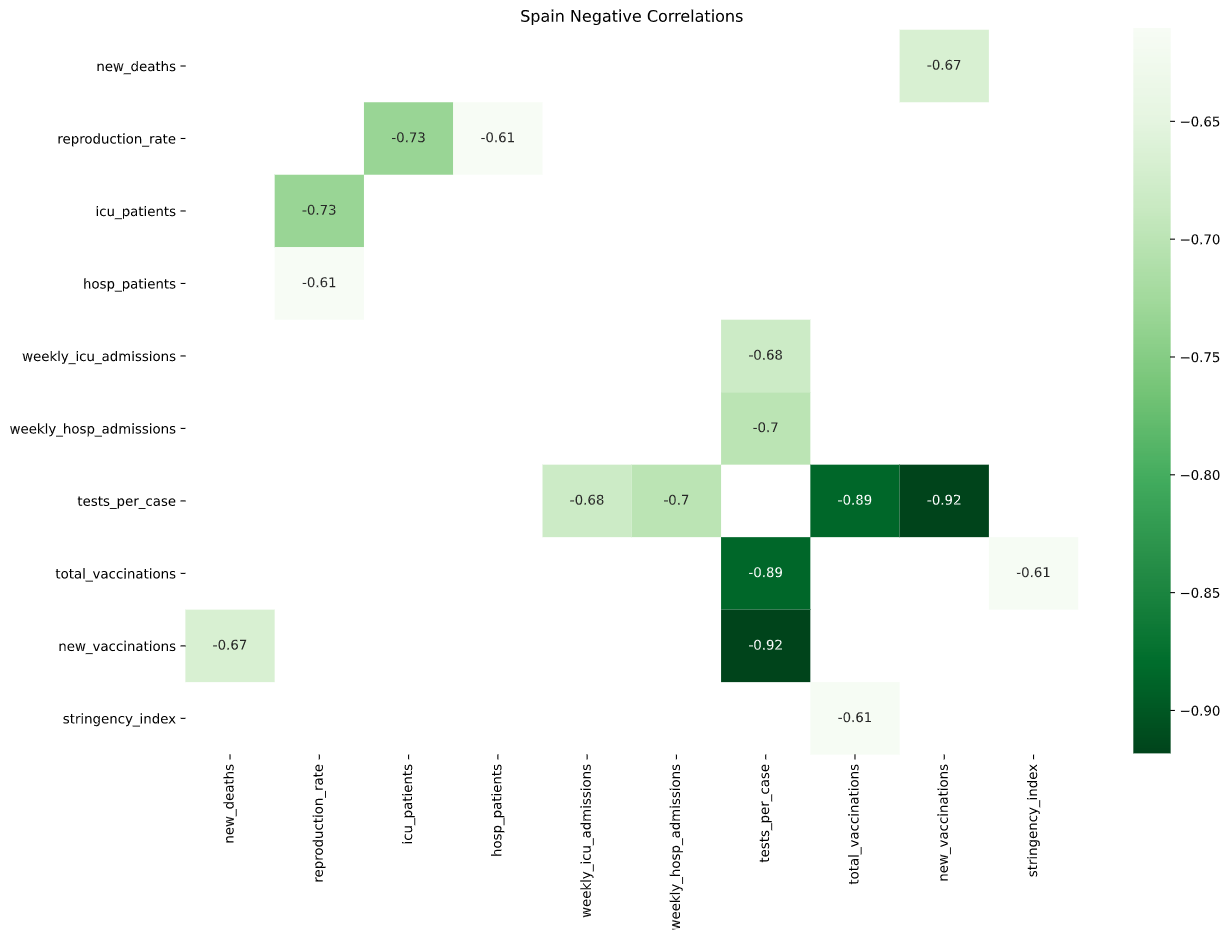 Spain Negative Correlations
new_deaths
-0.67
reproduction_rate
-0.73
-0.61
icu_patients
-0.73
hosp_patients
-0.61
weekly_icu_admissions
-0.68
weekly_hosp_admissions
-0.7
tests_per_case
-0.68
-0.7
-0.89
-0.92
total_vaccinations
-0.89
-0.61
new_vaccinations
-0.67
-0.92
stringency_index
-0.61
new_deaths
reproduction_rate
icu_patients
hosp_patients
weekly_icu_admissions
weekly_hosp_admissions
tests_per_case
total_vaccinations
new_vaccinations
stringency_index
−0.65
−0.70
−0.75
−0.80
−0.85
−0.90